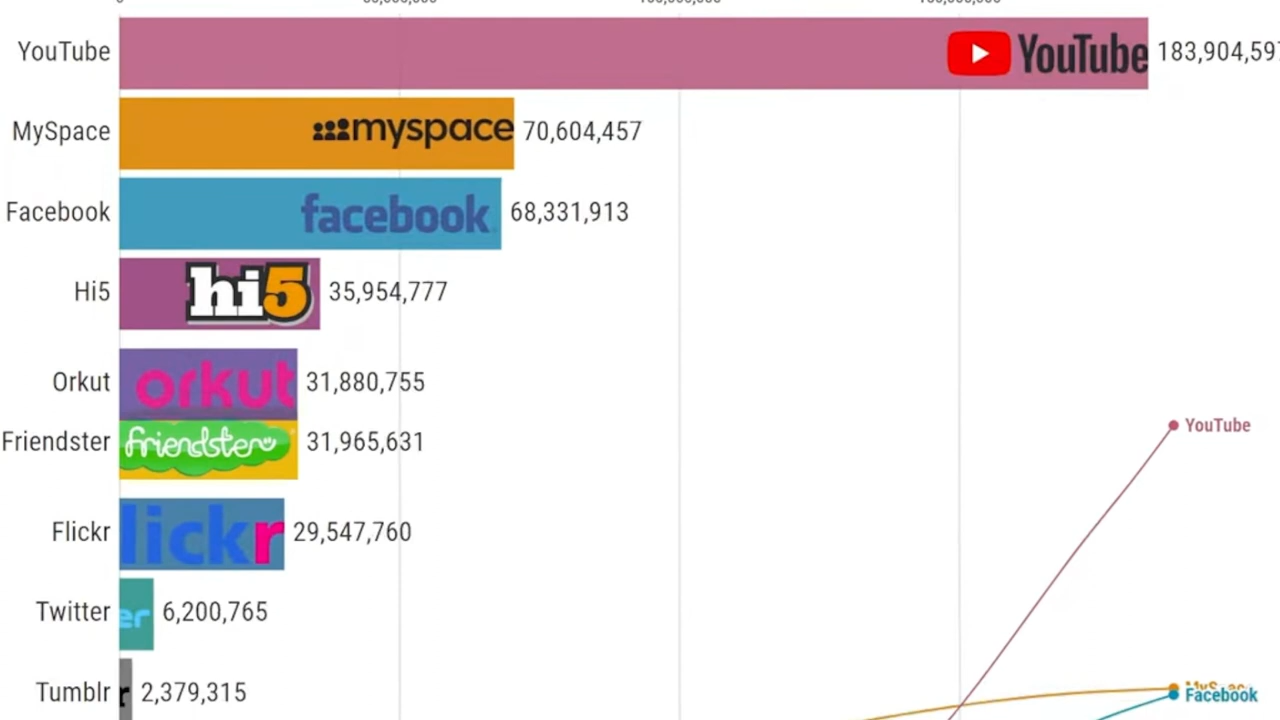 YouTube YouTube 183,904,597
MySpace myspace 70,604,457
Facebook facebook 68,331,913
Hi5 hi5 35,954,777
Orkut orkut 31,880,755
Friendster friendster 31,965,631
Flickr lickr 29,547,760
Twitter er 6,200,765
Tumblr r 2,379,315
YouTube
MySpace
Facebook